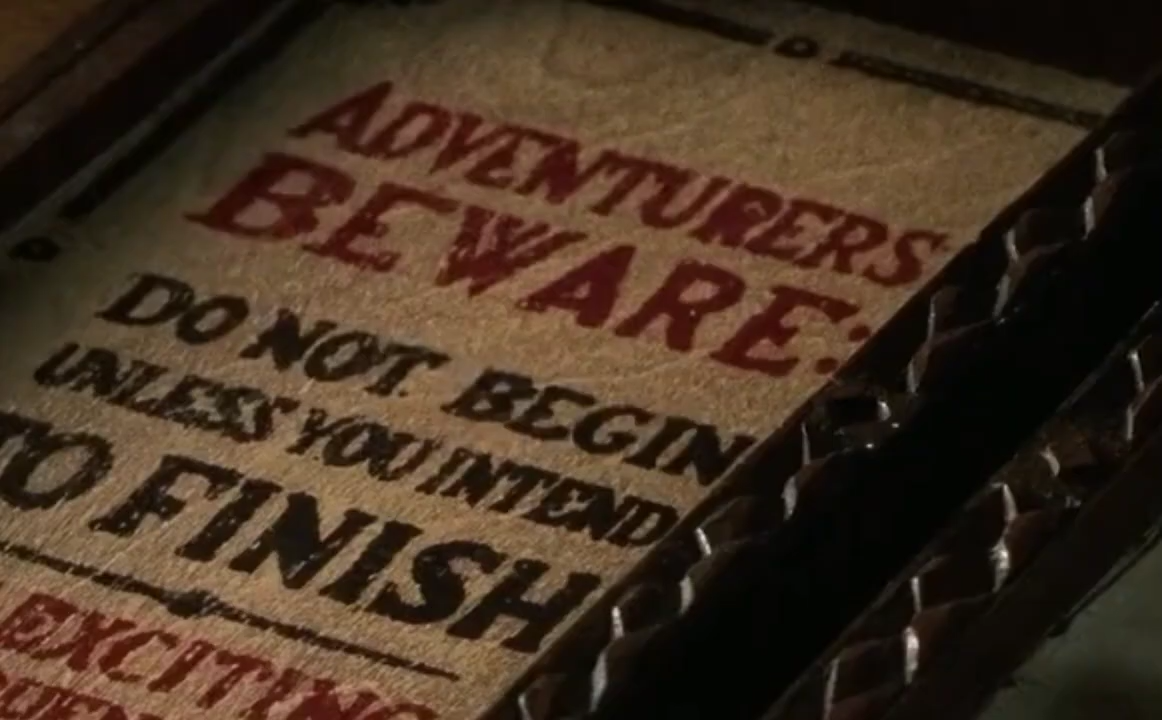 ADVENTURERS
BEWARE:
DO NOT BEGIN
UNLESS YOU INTEND
TO FINISH
EXCITING